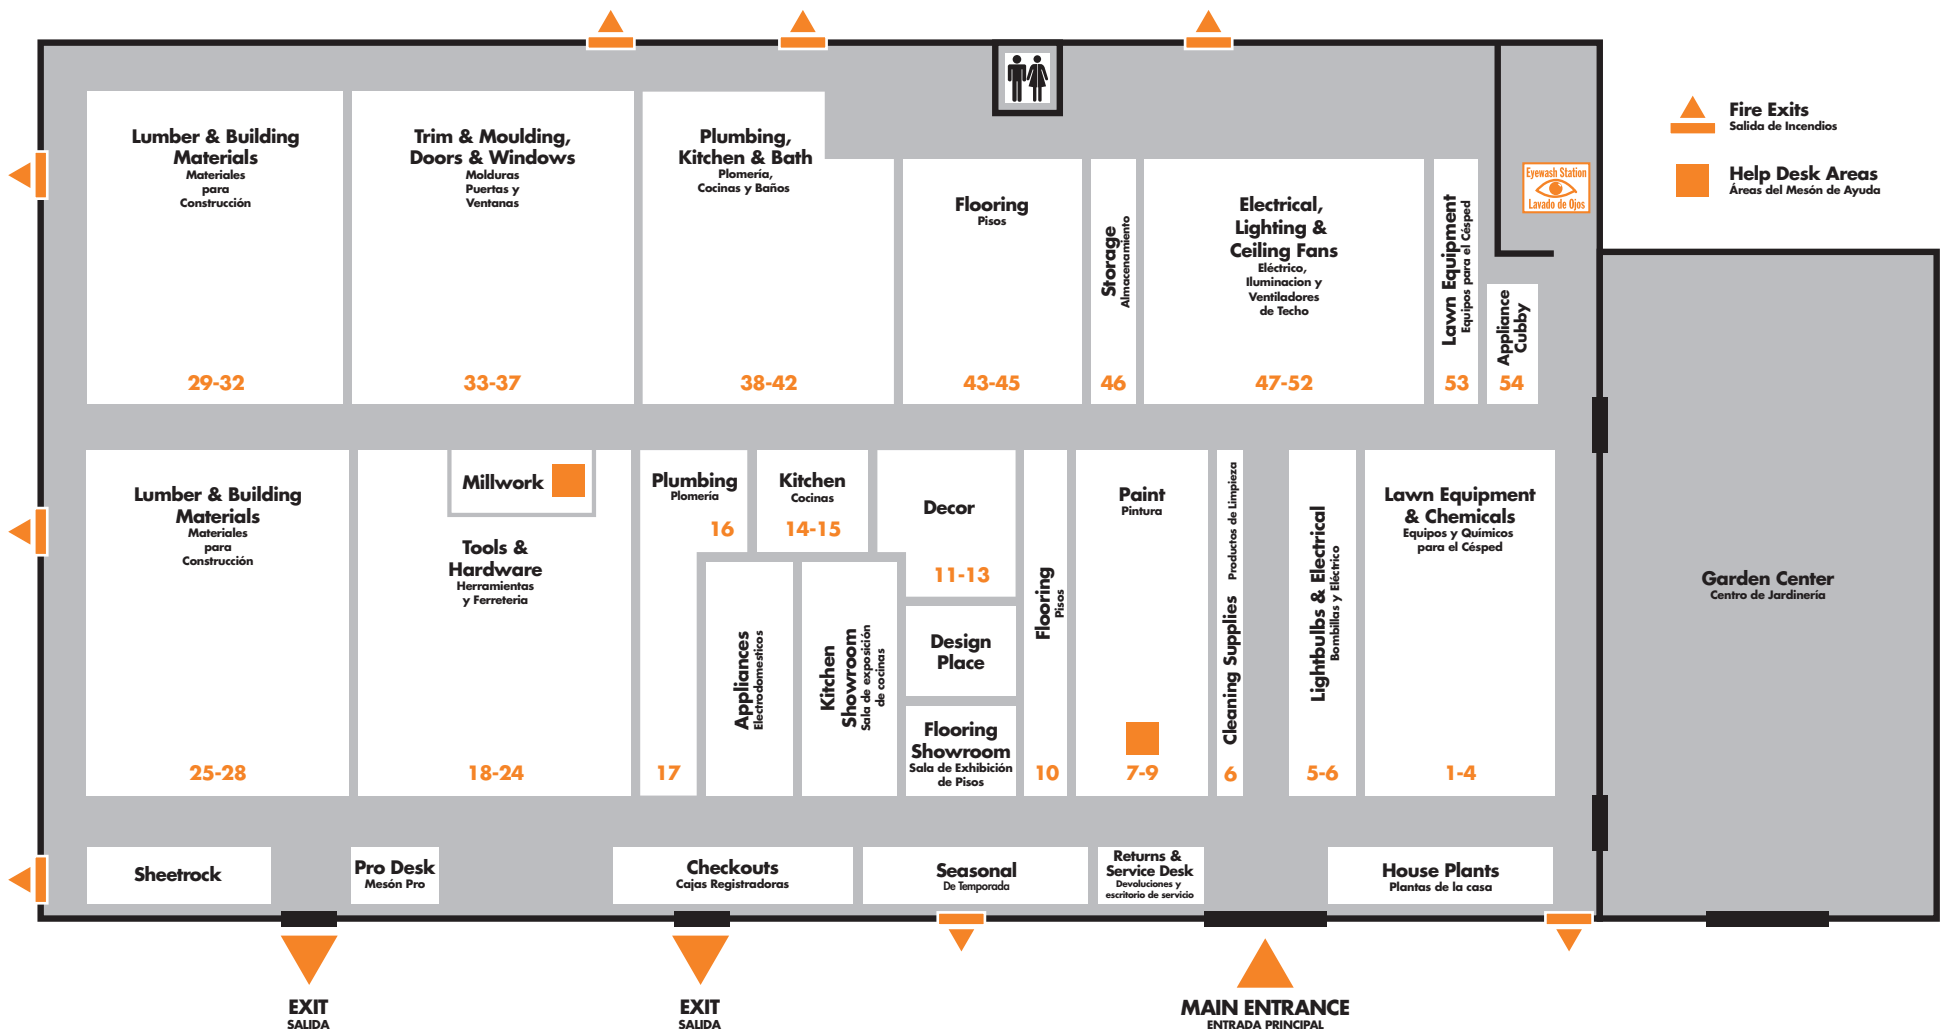 Fire Exits
Salida de Incendios
Help Desk Areas
Áreas del Mesón de Ayuda
Lumber & Building
Materials
Materiales
para
Construcción
29-32
Trim & Moulding,
Doors & Windows
Molduras
Puertas y
Ventanas
33-37
Plumbing,
Kitchen & Bath
Plomería,
Cocinas y Baños
38-42
Flooring
Pisos
43-45
Storage
Almacenamiento
46
Electrical,
Lighting &
Ceiling Fans
Eléctrico,
Iluminacion y
Ventiladores
de Techo
47-52
Lawn Equipment
Equipos para el Césped
53
Appliance
Cubby
54
Eyewash Station
Lavado de Ojos
Lumber & Building
Materials
Materiales
para
Construcción
25-28
Millwork
Tools &
Hardware
Herramientas
y Ferreteria
18-24
Plumbing
Plomería
16
17
Kitchen
Cocinas
14-15
Appliances
Electrodomesticos
Kitchen
Showroom
Sala de exposición
de cocinas
Decor
11-13
Design
Place
Flooring
Showroom
Sala de Exhibición
de Pisos
Flooring
Pisos
10
Paint
Pintura
7-9
Cleaning Supplies Productos de Limpieza
6
Lightbulbs & Electrical
Bombillas y Eléctrico
5-6
Lawn Equipment
& Chemicals
Equipos y Químicos
para el Césped
1-4
Garden Center
Centro de Jardinería
Sheetrock
Pro Desk
Mesón Pro
Checkouts
Cajas Registradoras
Seasonal
De Temporada
Returns &
Service Desk
Devoluciones y
escritorio de servicio
House Plants
Plantas de la casa
EXIT
SALIDA
EXIT
SALIDA
MAIN ENTRANCE
ENTRADA PRINCIPAL